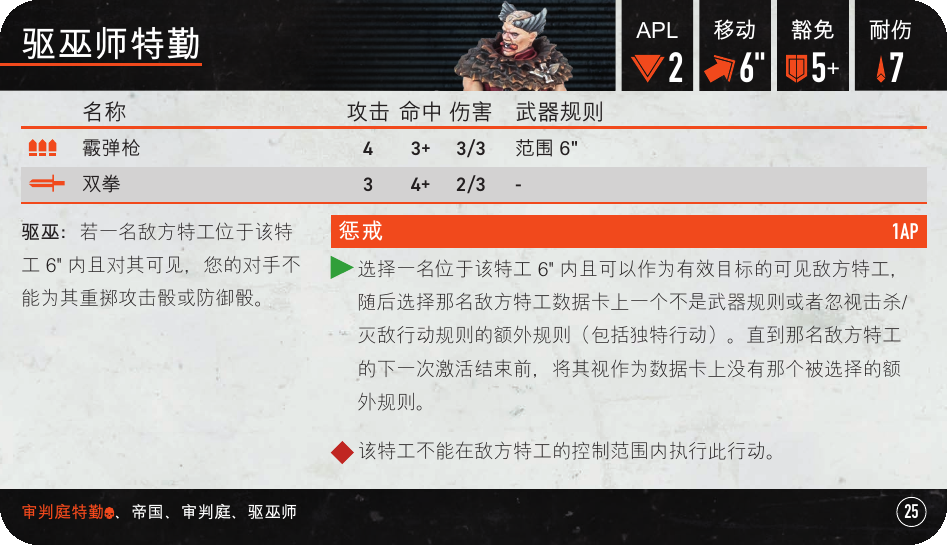 驱巫师特勤
APL 2
移动 6"
豁免 5+
耐伤 7
名称 攻击 命中 伤害 武器规则
霰弹枪 4 3+ 3/3 范围 6"
双拳 3 4+ 2/3 -
驱巫：若一名敌方特工位于该特
工 6" 内且对其可见，您的对手不
能为其重掷攻击骰或防御骰。
惩戒 1AP
选择一名位于该特工 6" 内且可以作为有效目标的可见敌方特工，
随后选择那名敌方特工数据卡上一个不是武器规则或者忽视击杀/
灭敌行动规则的额外规则（包括独特行动）。直到那名敌方特工
的下一次激活结束前，将其视作为数据卡上没有那个被选择的额
外规则。
该特工不能在敌方特工的控制范围内执行此行动。
审判庭特勤、帝国、审判庭、驱巫师
25